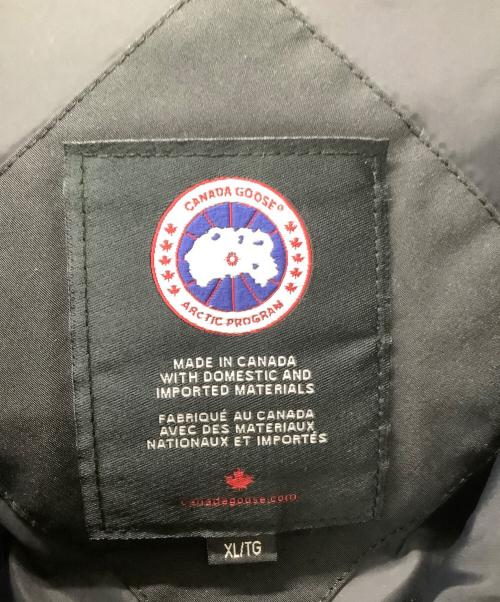 CANADA GOOSE®
ARCTIC PROGRAM
MADE IN CANADA
WITH DOMESTIC AND
IMPORTED MATERIALS
FABRIQUÉ AU CANADA
AVEC DES MATERIAUX
NATIONAUX ET IMPORTÉS
canadagoose.com
XL/TG